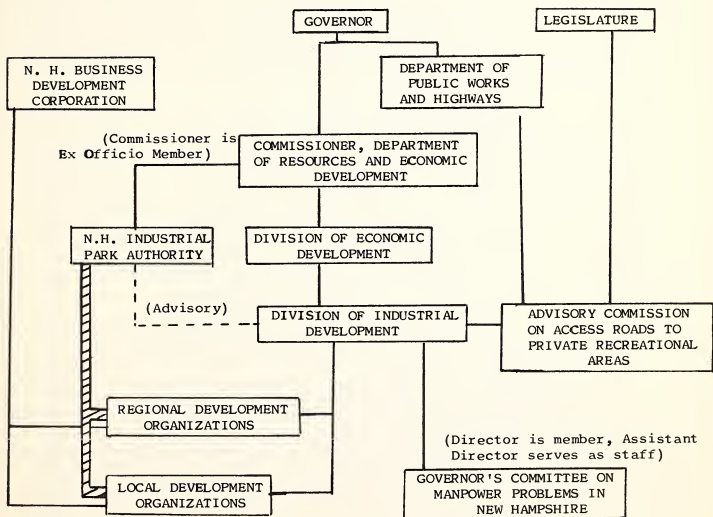 GOVERNOR
LEGISLATURE
N. H. BUSINESS
DEVELOPMENT
CORPORATION
DEPARTMENT OF
PUBLIC WORKS
AND HIGHWAYS
(Commissioner is
Ex Officio Member)
COMMISSIONER, DEPARTMENT
OF RESOURCES AND ECONOMIC
DEVELOPMENT
N.H. INDUSTRIAL
PARK AUTHORITY
DIVISION OF ECONOMIC
DEVELOPMENT
(Advisory)
DIVISION OF INDUSTRIAL
DEVELOPMENT
ADVISORY COMMISSION
ON ACCESS ROADS TO
PRIVATE RECREATIONAL
AREAS
REGIONAL DEVELOPMENT
ORGANIZATIONS
(Director is member, Assistant
Director serves as staff)
LOCAL DEVELOPMENT
ORGANIZATIONS
GOVERNOR'S COMMITTEE ON
MANPOWER PROBLEMS IN
NEW HAMPSHIRE